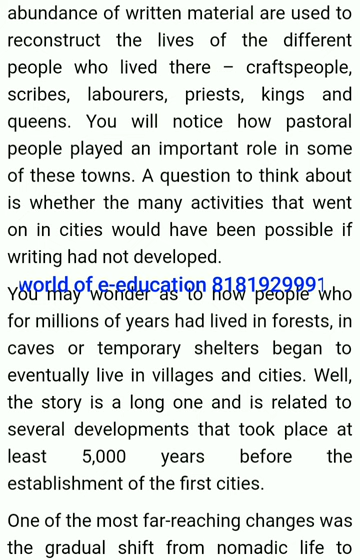 abundance of written material are used to
reconstruct the lives of the different
people who lived there – craftspeople,
scribes, labourers, priests, kings and
queens. You will notice how pastoral
people played an important role in some
of these towns. A question to think about
is whether the many activities that went
on in cities would have been possible if
writing had not developed.
world of e-education 8181929991
You may wonder as to how people who
for millions of years had lived in forests, in
caves or temporary shelters began to
eventually live in villages and cities. Well,
the story is a long one and is related to
several developments that took place at
least 5,000 years before the
establishment of the first cities.
One of the most far-reaching changes was
the gradual shift from nomadic life to